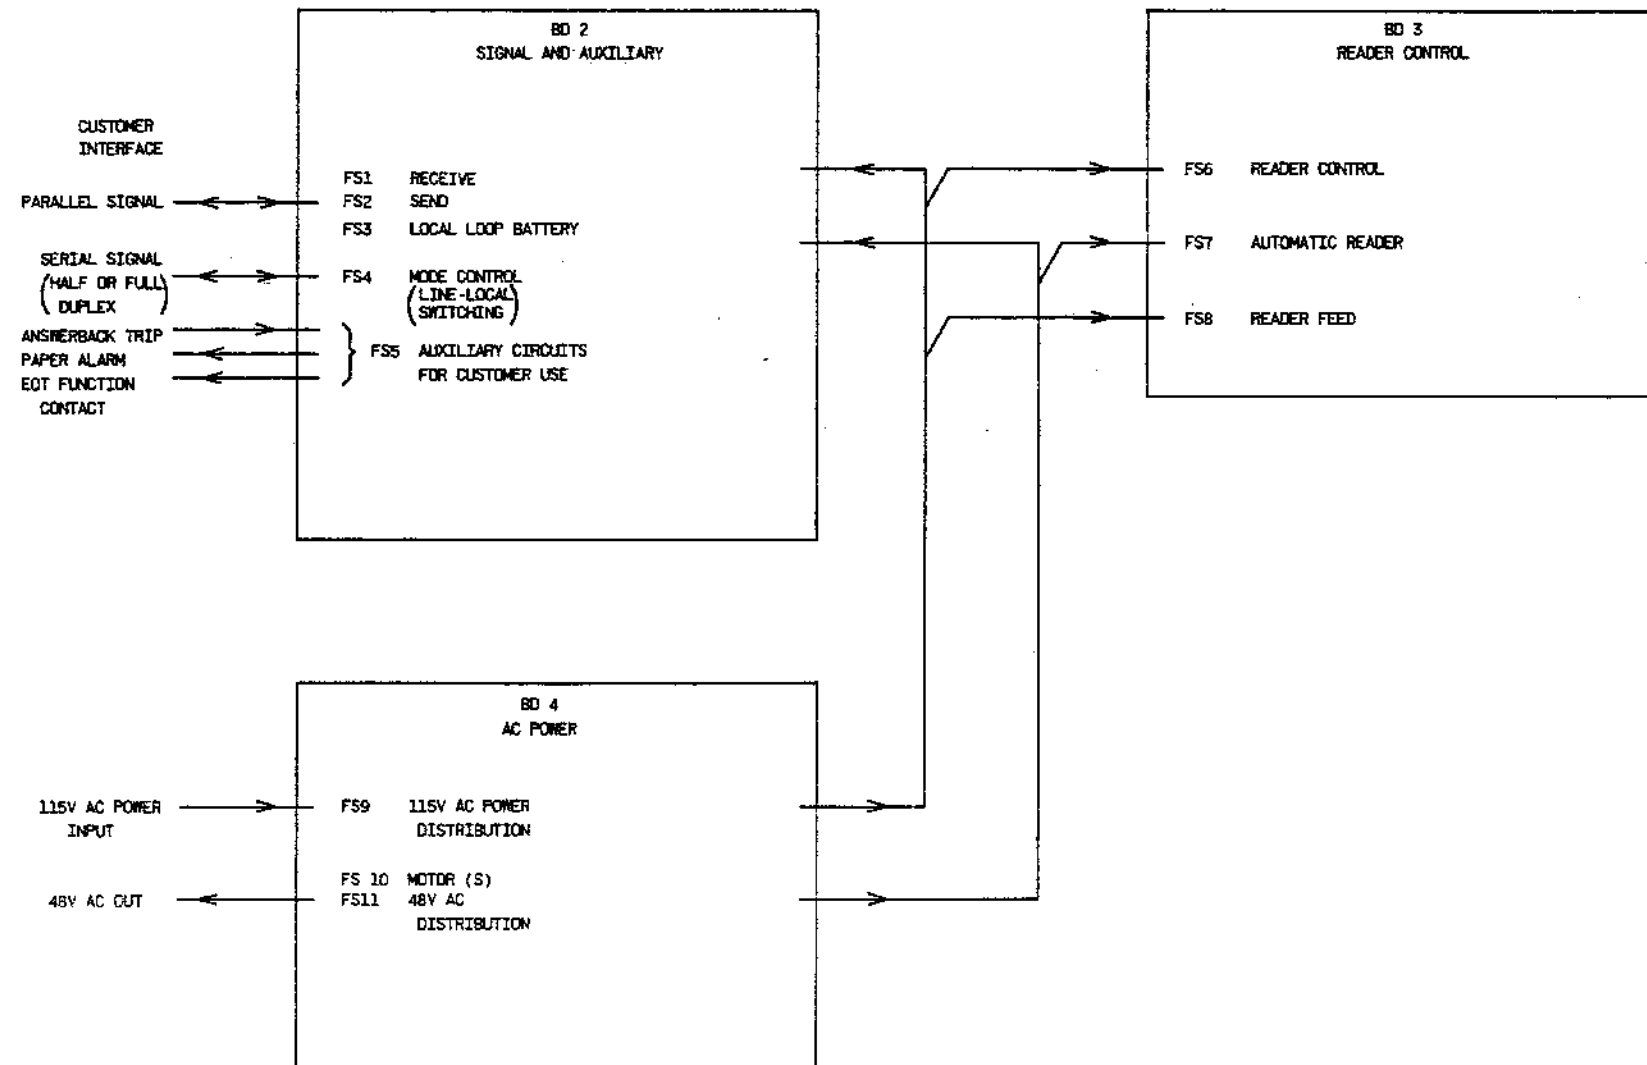 BD 2
SIGNAL AND AUXILIARY
BD 3
READER CONTROL
CUSTOMER
INTERFACE
PARALLEL SIGNAL
SERIAL SIGNAL
(HALF OR FULL)
DUPLEX
ANSWERBACK TRIP
PAPER ALARM
EOT FUNCTION
CONTACT
FS1 RECEIVE
FS2 SEND
FS3 LOCAL LOOP BATTERY
FS4 MODE CONTROL
(LINE-LOCAL)
SWITCHING
FS5 AUXILIARY CIRCUITS
FOR CUSTOMER USE
FS6 READER CONTROL
FS7 AUTOMATIC READER
FS8 READER FEED
BD 4
AC POWER
115V AC POWER
INPUT
48V AC OUT
FS9 115V AC POWER
DISTRIBUTION
FS 10 MOTOR (S)
FS11 48V AC
DISTRIBUTION